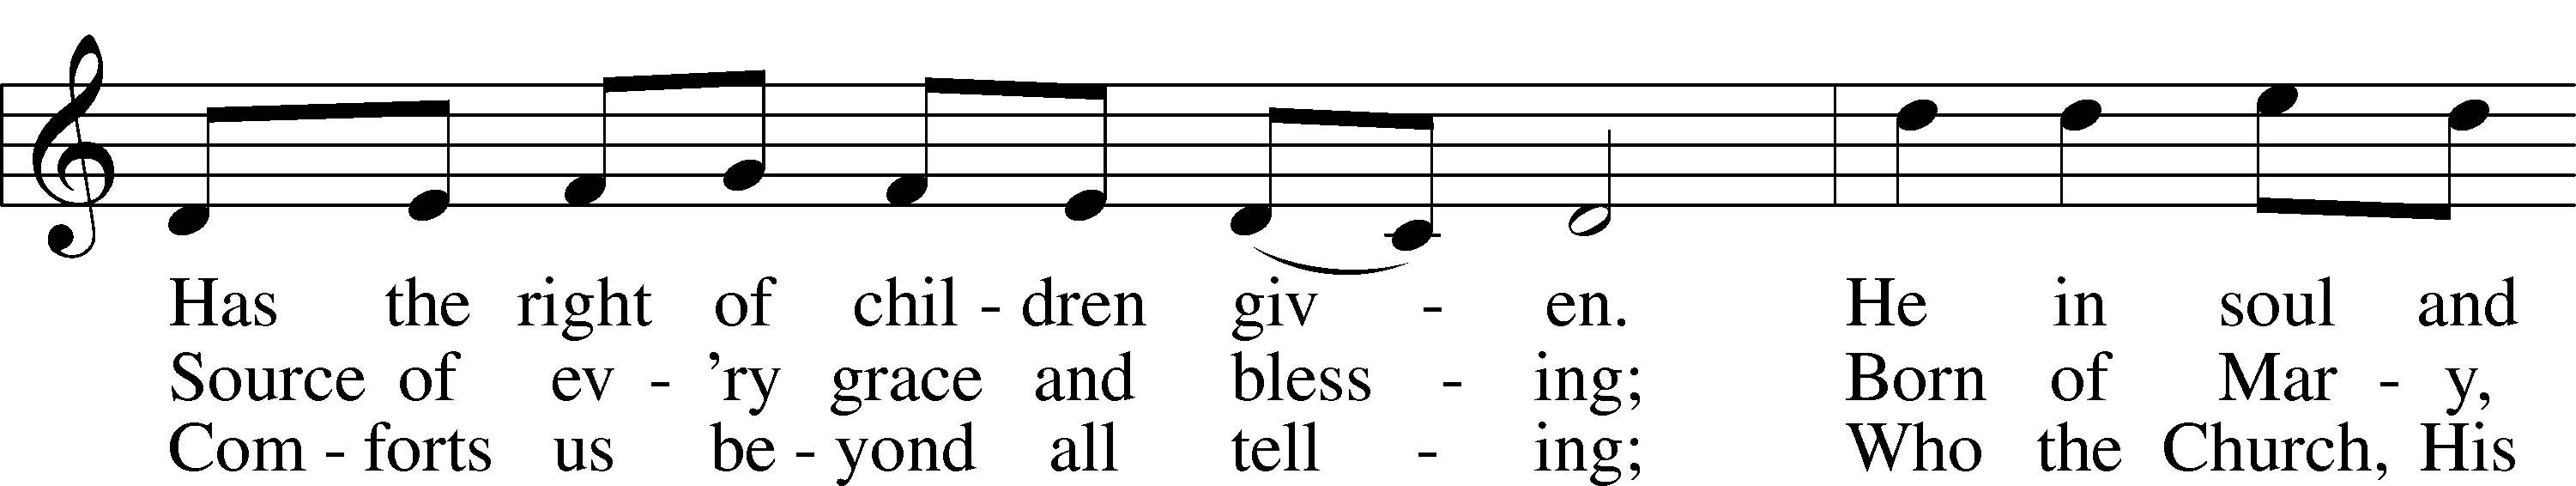 Has the right of chil - dren giv - en. He in soul and
Source of ev - 'ry grace and bless - ing; Born of Mar - y,
Com - forts us be - yond all tell - ing; Who the Church, His